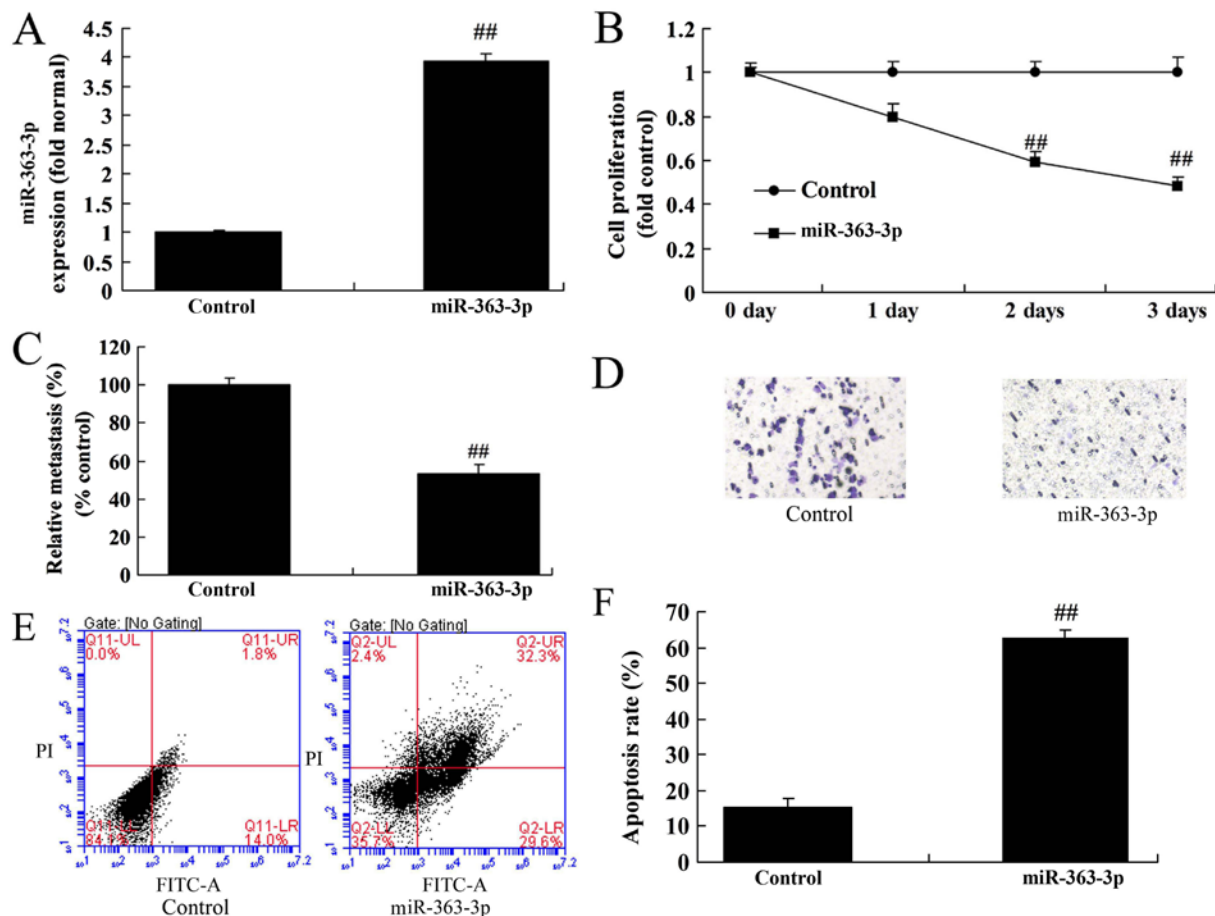 A
miR-363-3p
expression (fold normal)
4.5
4
3.5
3
2.5
2
1.5
1
0.5
0
##
Control
miR-363-3p
B
Cell proliferation
(fold control)
1.2
1
0.8
0.6
0.4
0.2
0
##
##
Control
miR-363-3p
0 day
1 day
2 days
3 days
C
Relative metastasis (%)
(% control)
120
100
80
60
40
20
0
##
Control
miR-363-3p
D
Control
miR-363-3p
E
Gate: [No Gating]
Q11-UL
0.0%
Q11-UR
1.8%
Q11-LR
14.0%
PI
FITC-A
Control
Gate: [No Gating]
Q2-UL
2.4%
Q2-UR
32.3%
Q2-LL
35.7%
Q2-LR
29.6%
PI
FITC-A
miR-363-3p
F
Apoptosis rate (%)
70
60
50
40
30
20
10
0
##
Control
miR-363-3p